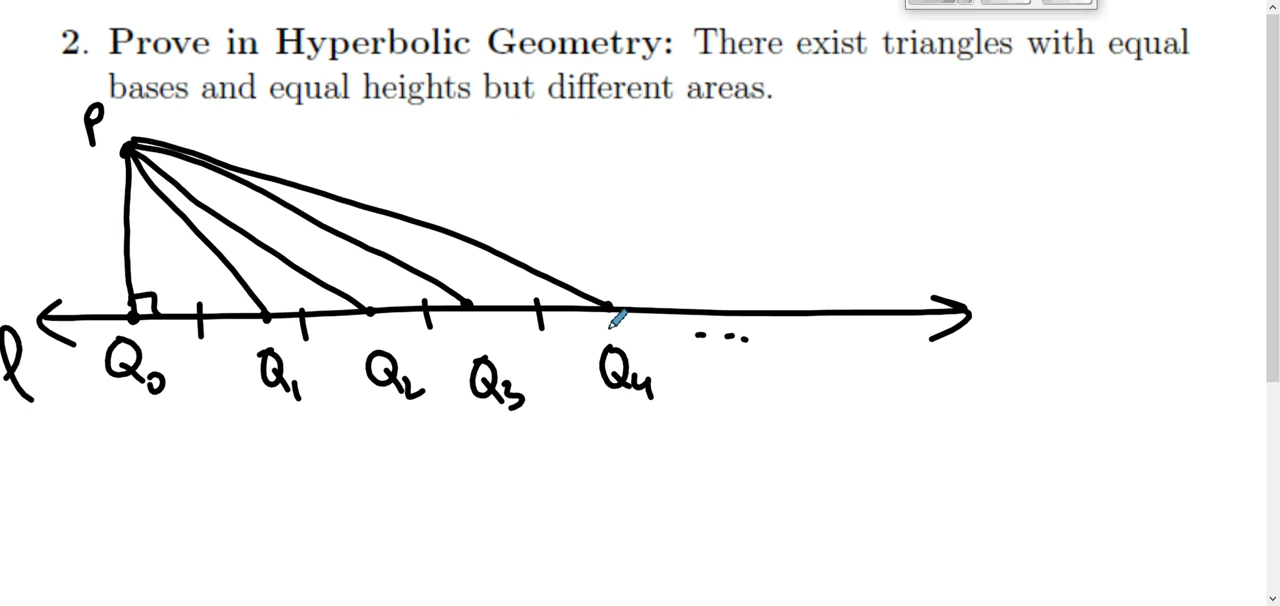 2. Prove in Hyperbolic Geometry: There exist triangles with equal
bases and equal heights but different areas.
P
l
Q₀ Q₁ Q₂ Q₃ Q₄ ...